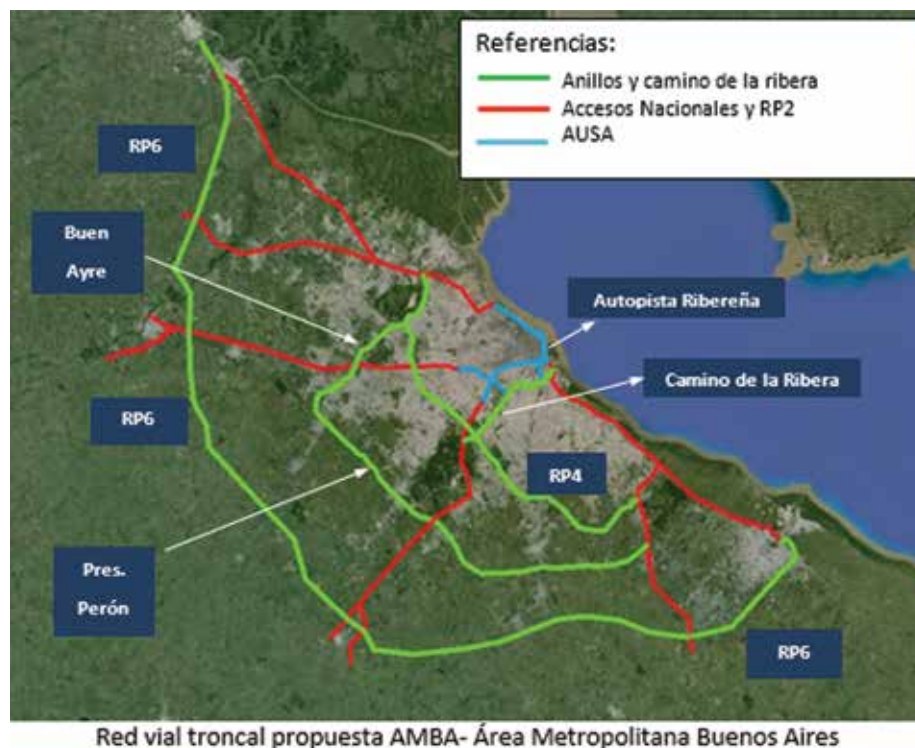 Referencias:
Anillos y camino de la ribera
Accesos Nacionales y RP2
AUSA
RP6
Buen
Ayre
Autopista Ribereña
Camino de la Ribera
RP6
RP4
Pres.
Perón
RP6
Red vial troncal propuesta AMBA- Área Metropolitana Buenos Aires